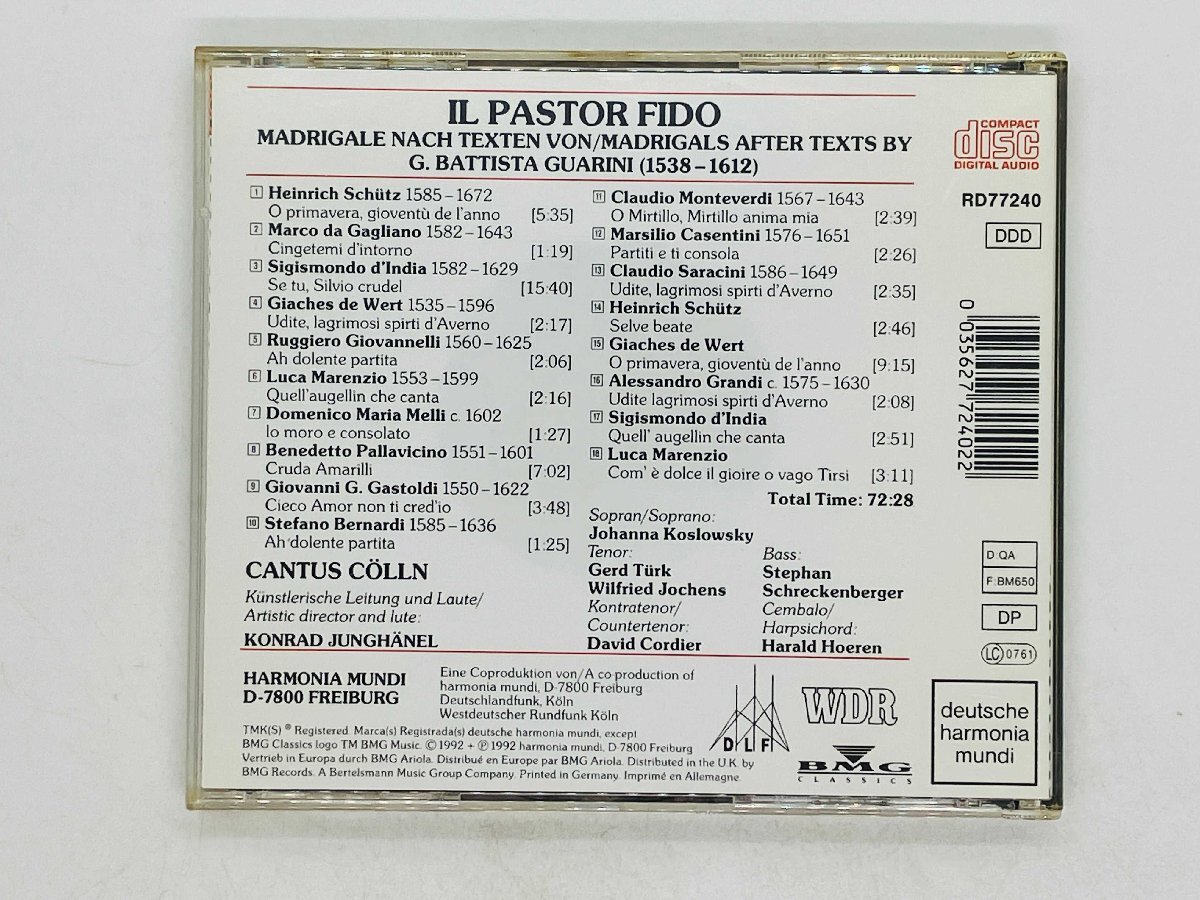 IL PASTOR FIDO
MADRIGALE NACH TEXTEN VON/MADRIGALS AFTER TEXTS BY
G. BATTISTA GUARINI (1538–1612)
1 Heinrich Schütz 1585–1672
O primavera, gioventù de l'anno [5:35]
2 Marco da Gagliano 1582–1643
Cingetemi d'intorno [1:19]
3 Sigismondo d'India 1582–1629
Se tu, Silvio crudel [15:40]
4 Giaches de Wert 1535–1596
Udite, lagrimosi spirti d'Averno [2:17]
5 Ruggiero Giovannelli 1560–1625
Ah dolente partita [2:06]
6 Luca Marenzio 1553–1599
Quell'augellin che canta [2:16]
7 Domenico Maria Melli c. 1602
Io moro e consolato [1:27]
8 Benedetto Pallavicino 1551–1601
Cruda Amarilli [7:02]
9 Giovanni G. Gastoldi 1550–1622
Cieco Amor non ti cred'io [3:48]
10 Stefano Bernardi 1585–1636
Ah dolente partita [1:25]
CANTUS CÖLLN
Künstlerische Leitung und Laute/
Artistic director and lute:
KONRAD JUNGHÄNEL
11 Claudio Monteverdi 1567–1643
O Mirtillo, Mirtillo anima mia [2:39]
12 Marsilio Casentini 1576–1651
Partiti e ti consola [2:26]
13 Claudio Saracini 1586–1649
Udite, lagrimosi spirti d'Averno [2:35]
14 Heinrich Schütz
Selve beate [2:46]
15 Giaches de Wert
O primavera, gioventù de l'anno [9:15]
16 Alessandro Grandi c. 1575–1630
Udite lagrimosi spirti d'Averno [2:08]
17 Sigismondo d'India
Quell' augellin che canta [2:51]
18 Luca Marenzio
Com' è dolce il gioire o vago Tirsi [3:11]
Total Time: 72:28
Sopran/Soprano:
Johanna Koslowsky
Tenor:
Gerd Türk
Wilfried Jochens
Kontratenor/
Countertenor:
David Cordier
Bass:
Stephan
Schreckenberger
Cembalo/
Harpsichord:
Harald Hoeren
COMPACT
disc
DIGITAL AUDIO
RD77240
DDD
0 035627 724022
D:QA
F:BM650
DP
LC 0761
HARMONIA MUNDI
D-7800 FREIBURG
Eine Coproduktion von/A co-production of
harmonia mundi, D-7800 Freiburg
Deutschlandfunk, Köln
Westdeutscher Rundfunk Köln
TMK(S) ® Registered. Marca(s) Registrada(s) deutsche harmonia mundi, except
BMG Classics logo TM BMG Music. © 1992 + ℗ 1992 harmonia mundi, D-7800 Freiburg
Vertrieb in Europa durch BMG Ariola. Distribué en Europe par BMG Ariola. Distributed in the U.K. by
BMG Records. A Bertelsmann Music Group Company. Printed in Germany. Imprimé en Allemagne.
DLF
WDR
BMG
CLASSICS
deutsche
harmonia
mundi